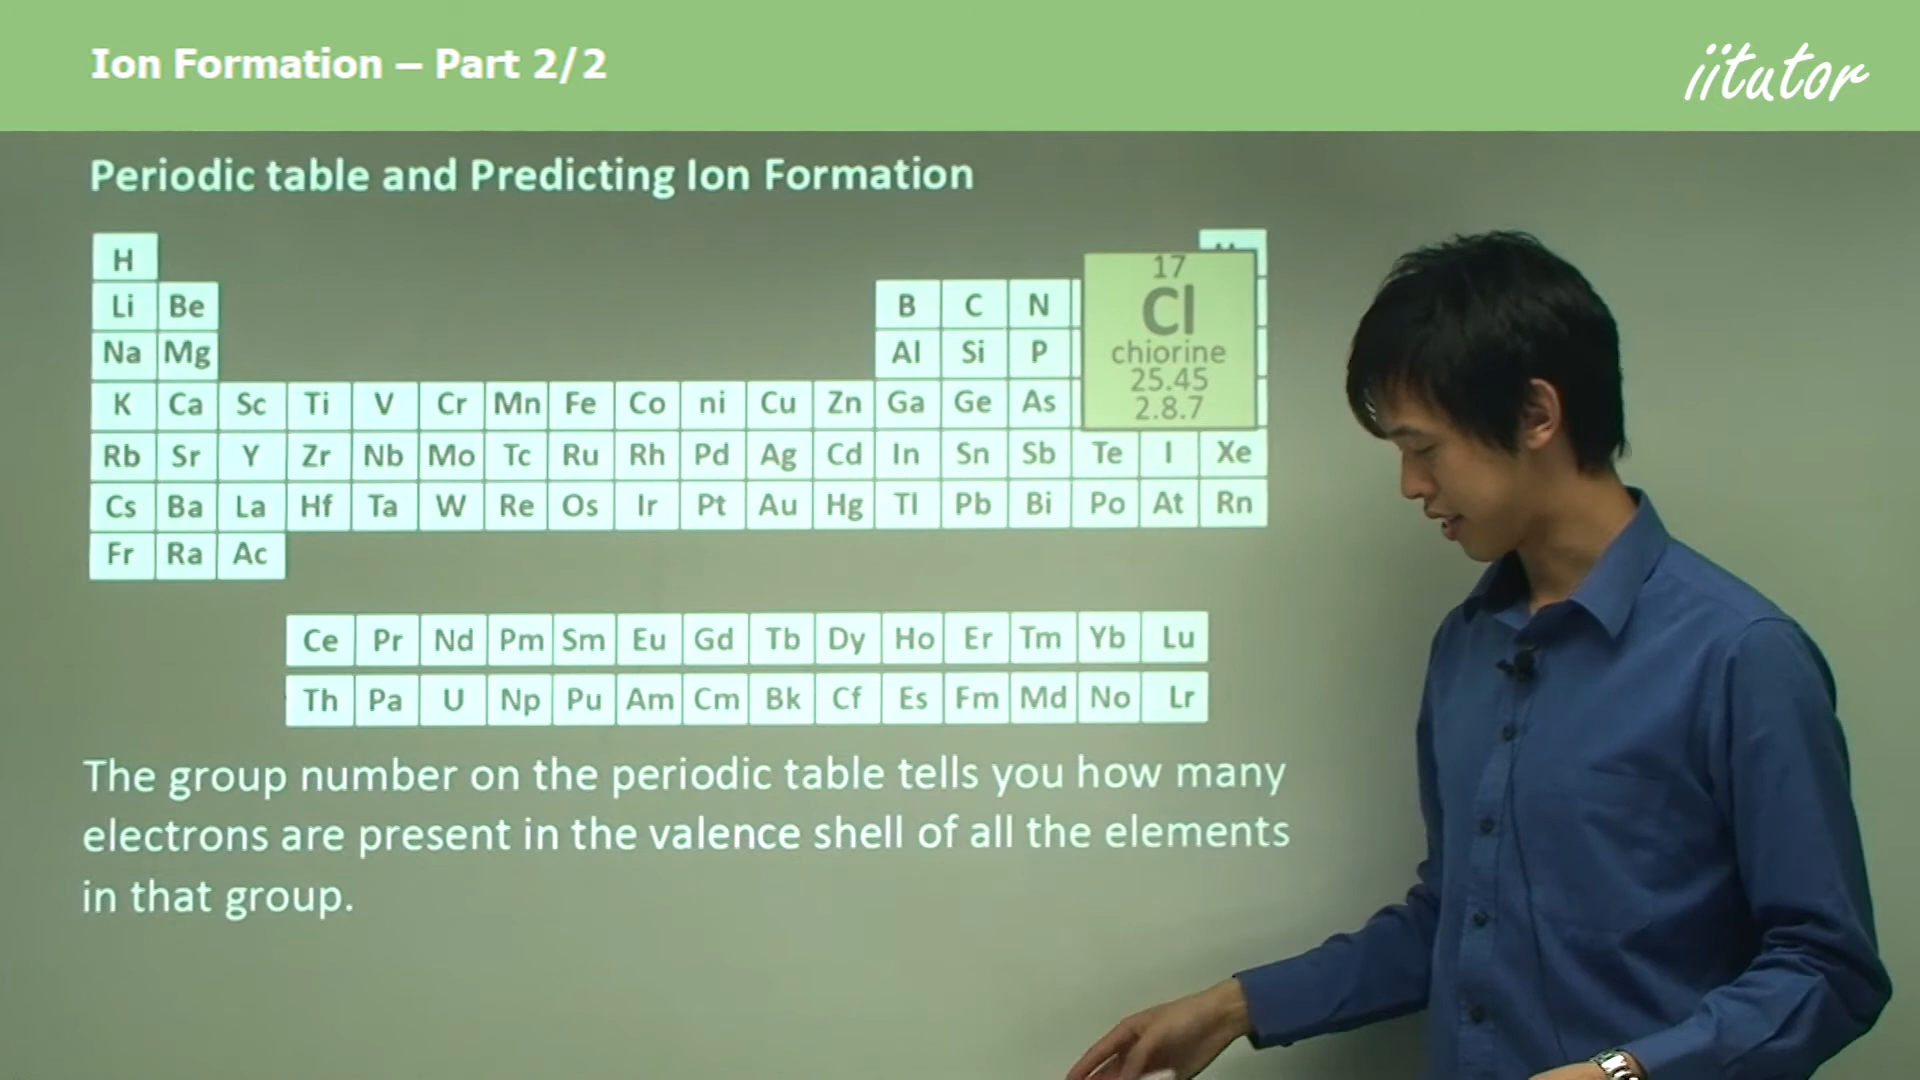 Ion Formation – Part 2/2
iitutor
Periodic table and Predicting Ion Formation
H
Li Be B C N
Na Mg Al Si P
17
Cl
chiorine
25.45
2.8.7
K Ca Sc Ti V Cr Mn Fe Co ni Cu Zn Ga Ge As
Rb Sr Y Zr Nb Mo Tc Ru Rh Pd Ag Cd In Sn Sb Te I Xe
Cs Ba La Hf Ta W Re Os Ir Pt Au Hg Tl Pb Bi Po At Rn
Fr Ra Ac
Ce Pr Nd Pm Sm Eu Gd Tb Dy Ho Er Tm Yb Lu
Th Pa U Np Pu Am Cm Bk Cf Es Fm Md No Lr
The group number on the periodic table tells you how many
electrons are present in the valence shell of all the elements
in that group.